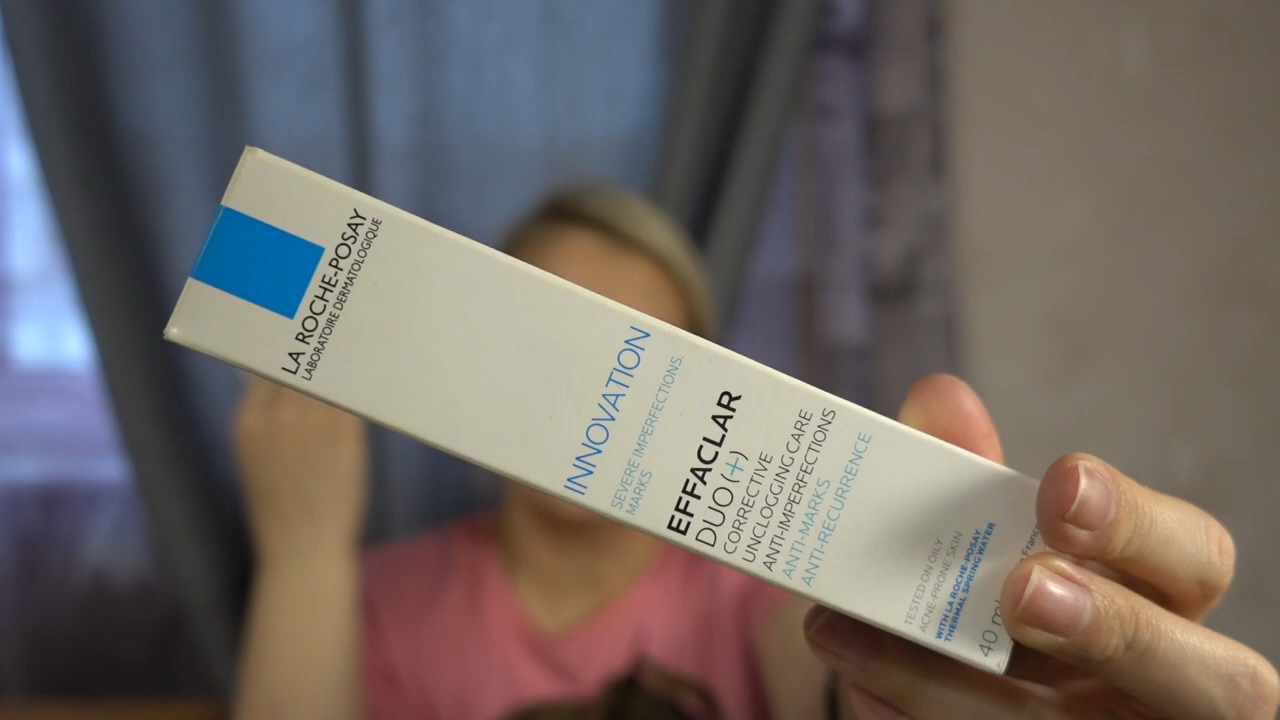 LA ROCHE-POSAY
LABORATOIRE DERMATOLOGIQUE
INNOVATION
SEVERE IMPERFECTIONS,
MARKS
EFFACLAR
DUO (+)
CORRECTIVE
UNCLOGGING CARE
ANTI-IMPERFECTIONS
ANTI-MARKS
ANTI-RECURRENCE
TESTED ON OILY
ACNE-PRONE SKIN
WITH LA ROCHE-POSAY
THERMAL SPRING WATER
40